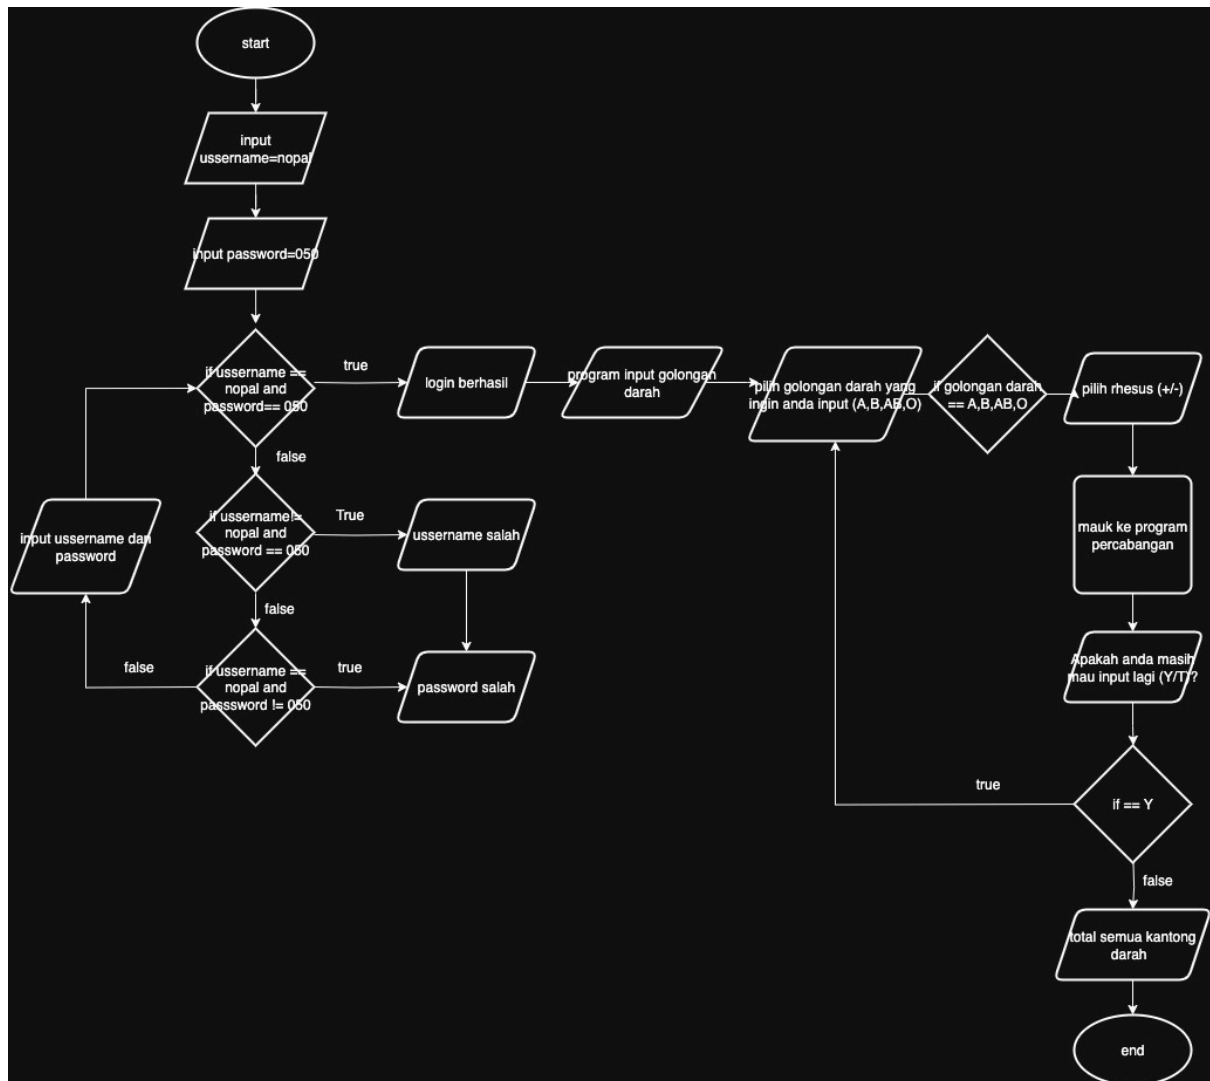 start
input
ussername=nopal
input password=050
if ussername ==
nopal and
password== 050
true
login berhasil
program input golongan
darah
pilih golongan darah yang
ingin anda input (A,B,AB,O)
if golongan darah
== A,B,AB,O
pilih rhesus (+/-)
false
if ussername!=
nopal and
password == 050
True
ussername salah
input ussername dan
password
mauk ke program
percabangan
false
if ussername ==
nopal and
passsword != 050
false
true
password salah
Apakah anda masih
mau input lagi (Y/T)?
if == Y
true
false
total semua kantong
darah
end